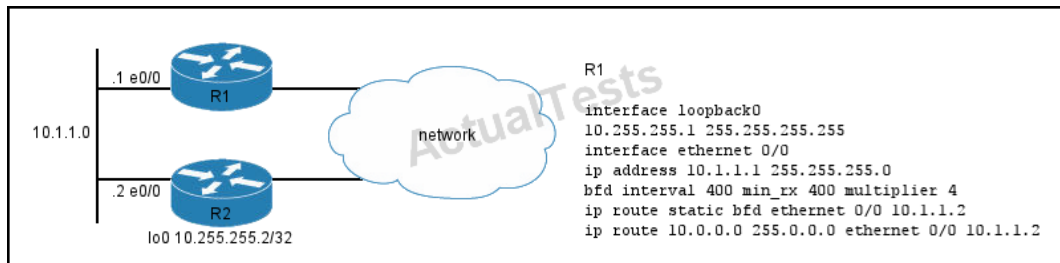 .1 e0/0
R1
10.1.1.0
network
.2 e0/0
R2
lo0 10.255.255.2/32
ActualTests
R1
interface loopback0
10.255.255.1 255.255.255.255
interface ethernet 0/0
ip address 10.1.1.1 255.255.255.0
bfd interval 400 min_rx 400 multiplier 4
ip route static bfd ethernet 0/0 10.1.1.2
ip route 10.0.0.0 255.0.0.0 ethernet 0/0 10.1.1.2